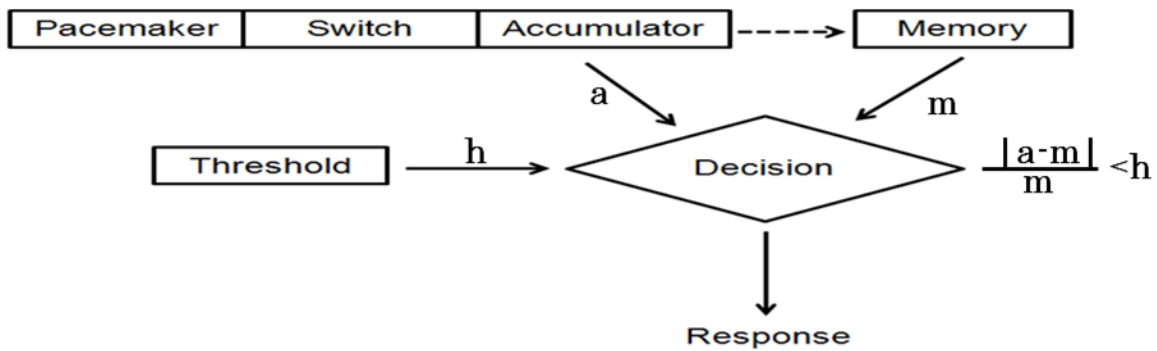 Pacemaker Switch Accumulator Memory
a m
Threshold h Decision |a-m| <h
m
Response